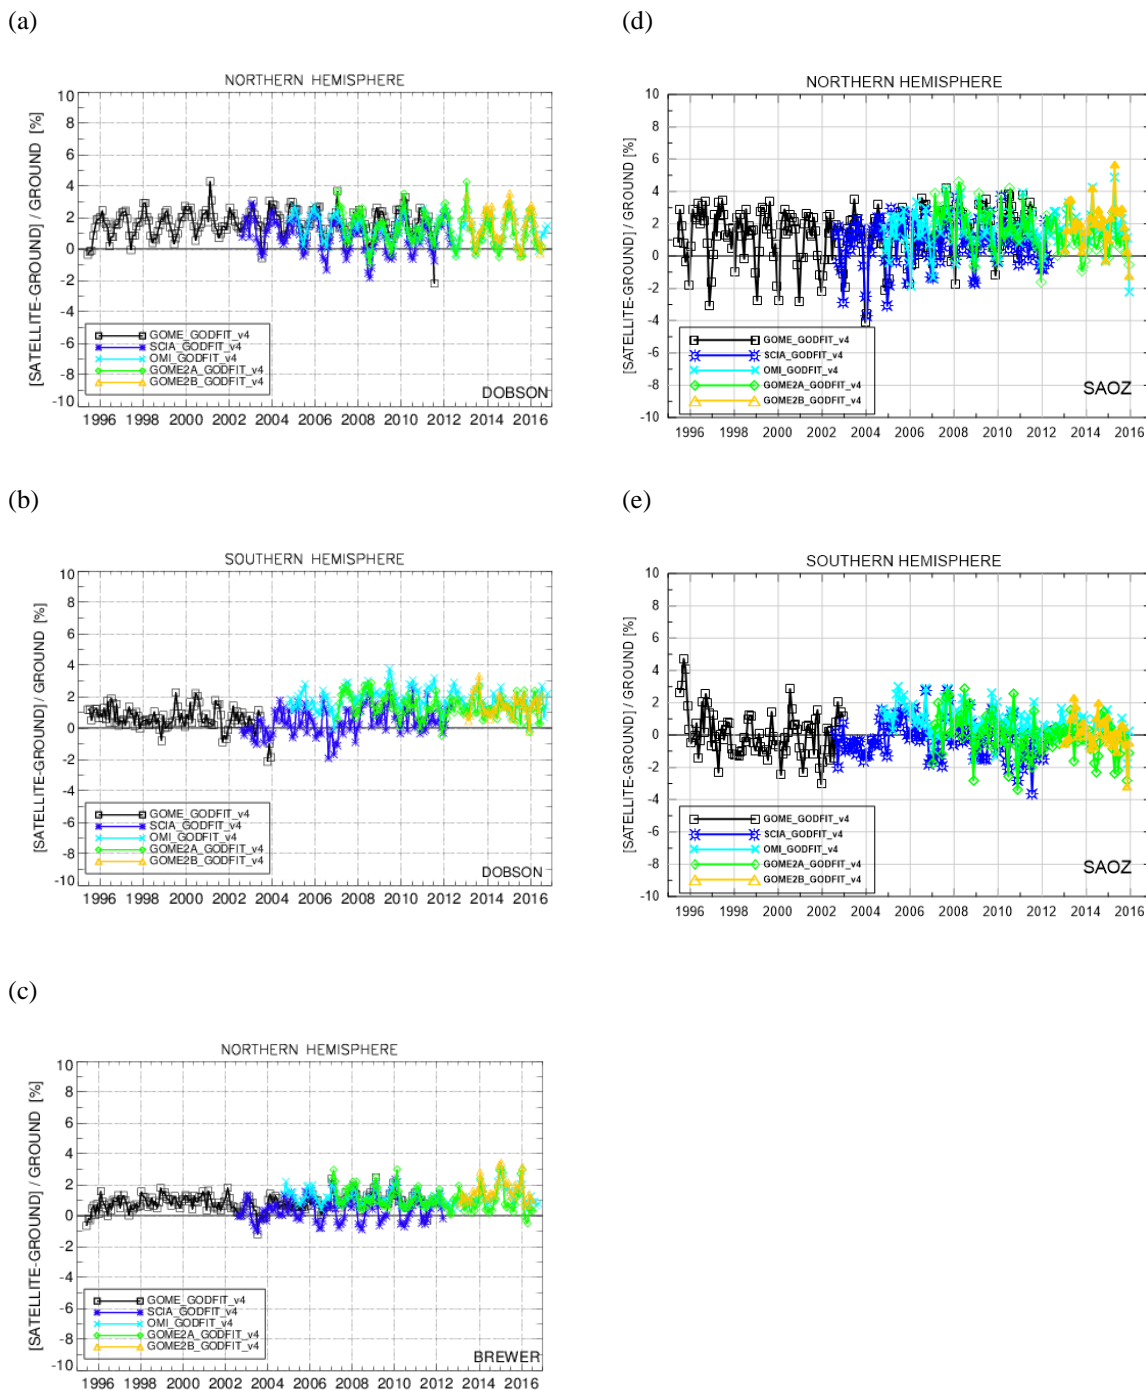 (a)
NORTHERN HEMISPHERE
[SATELLITE-GROUND] / GROUND [%]
10
8
6
4
2
0
-2
-4
-6
-8
-10
GOME_GODFIT_v4
SCIA_GODFIT_v4
OMI_GODFIT_v4
GOME2A_GODFIT_v4
GOME2B_GODFIT_v4
DOBSON
1996 1998 2000 2002 2004 2006 2008 2010 2012 2014 2016
(d)
NORTHERN HEMISPHERE
[SATELLITE-GROUND] / GROUND [%]
10
8
6
4
2
0
-2
-4
-6
-8
-10
GOME_GODFIT_v4
SCIA_GODFIT_v4
OMI_GODFIT_v4
GOME2A_GODFIT_v4
GOME2B_GODFIT_v4
SAOZ
1996 1998 2000 2002 2004 2006 2008 2010 2012 2014 2016
(b)
SOUTHERN HEMISPHERE
[SATELLITE-GROUND] / GROUND [%]
10
8
6
4
2
0
-2
-4
-6
-8
-10
GOME_GODFIT_v4
SCIA_GODFIT_v4
OMI_GODFIT_v4
GOME2A_GODFIT_v4
GOME2B_GODFIT_v4
DOBSON
1996 1998 2000 2002 2004 2006 2008 2010 2012 2014 2016
(e)
SOUTHERN HEMISPHERE
[SATELLITE-GROUND] / GROUND [%]
10
8
6
4
2
0
-2
-4
-6
-8
-10
GOME_GODFIT_v4
SCIA_GODFIT_v4
OMI_GODFIT_v4
GOME2A_GODFIT_v4
GOME2B_GODFIT_v4
SAOZ
1996 1998 2000 2002 2004 2006 2008 2010 2012 2014 2016
(c)
NORTHERN HEMISPHERE
[SATELLITE-GROUND] / GROUND [%]
10
8
6
4
2
0
-2
-4
-6
-8
-10
GOME_GODFIT_v4
SCIA_GODFIT_v4
OMI_GODFIT_v4
GOME2A_GODFIT_v4
GOME2B_GODFIT_v4
BREWER
1996 1998 2000 2002 2004 2006 2008 2010 2012 2014 2016